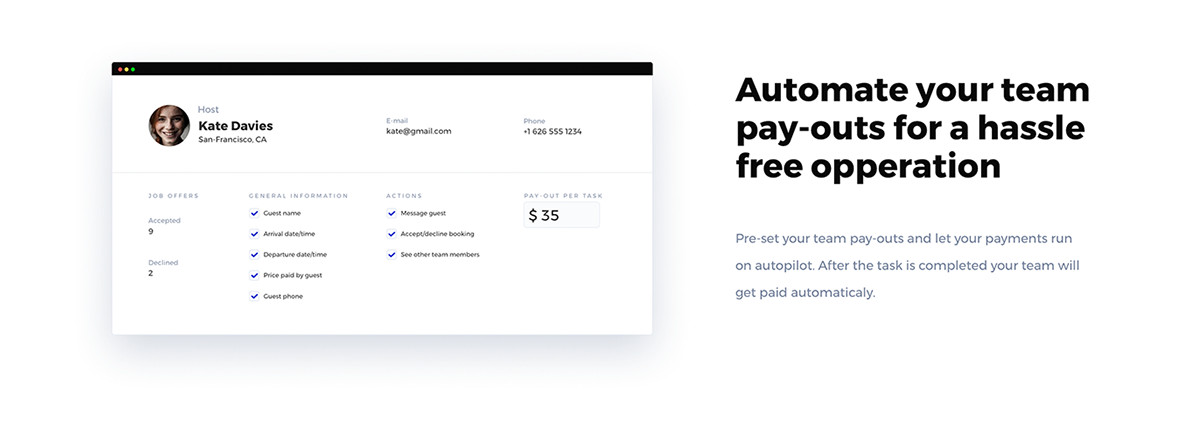 Host
Kate Davies
San-Francisco, CA
E-mail
kate@gmail.com
Phone
+1 626 555 1234
JOB OFFERS
Accepted
9
Declined
2
GENERAL INFORMATION
Guest name
Arrival date/time
Departure date/time
Price paid by guest
Guest phone
ACTIONS
Message guest
Accept/decline booking
See other team members
PAY-OUT PER TASK
$ 35
Automate your team
pay-outs for a hassle
free opperation
Pre-set your team pay-outs and let your payments run
on autopilot. After the task is completed your team will
get paid automaticaly.